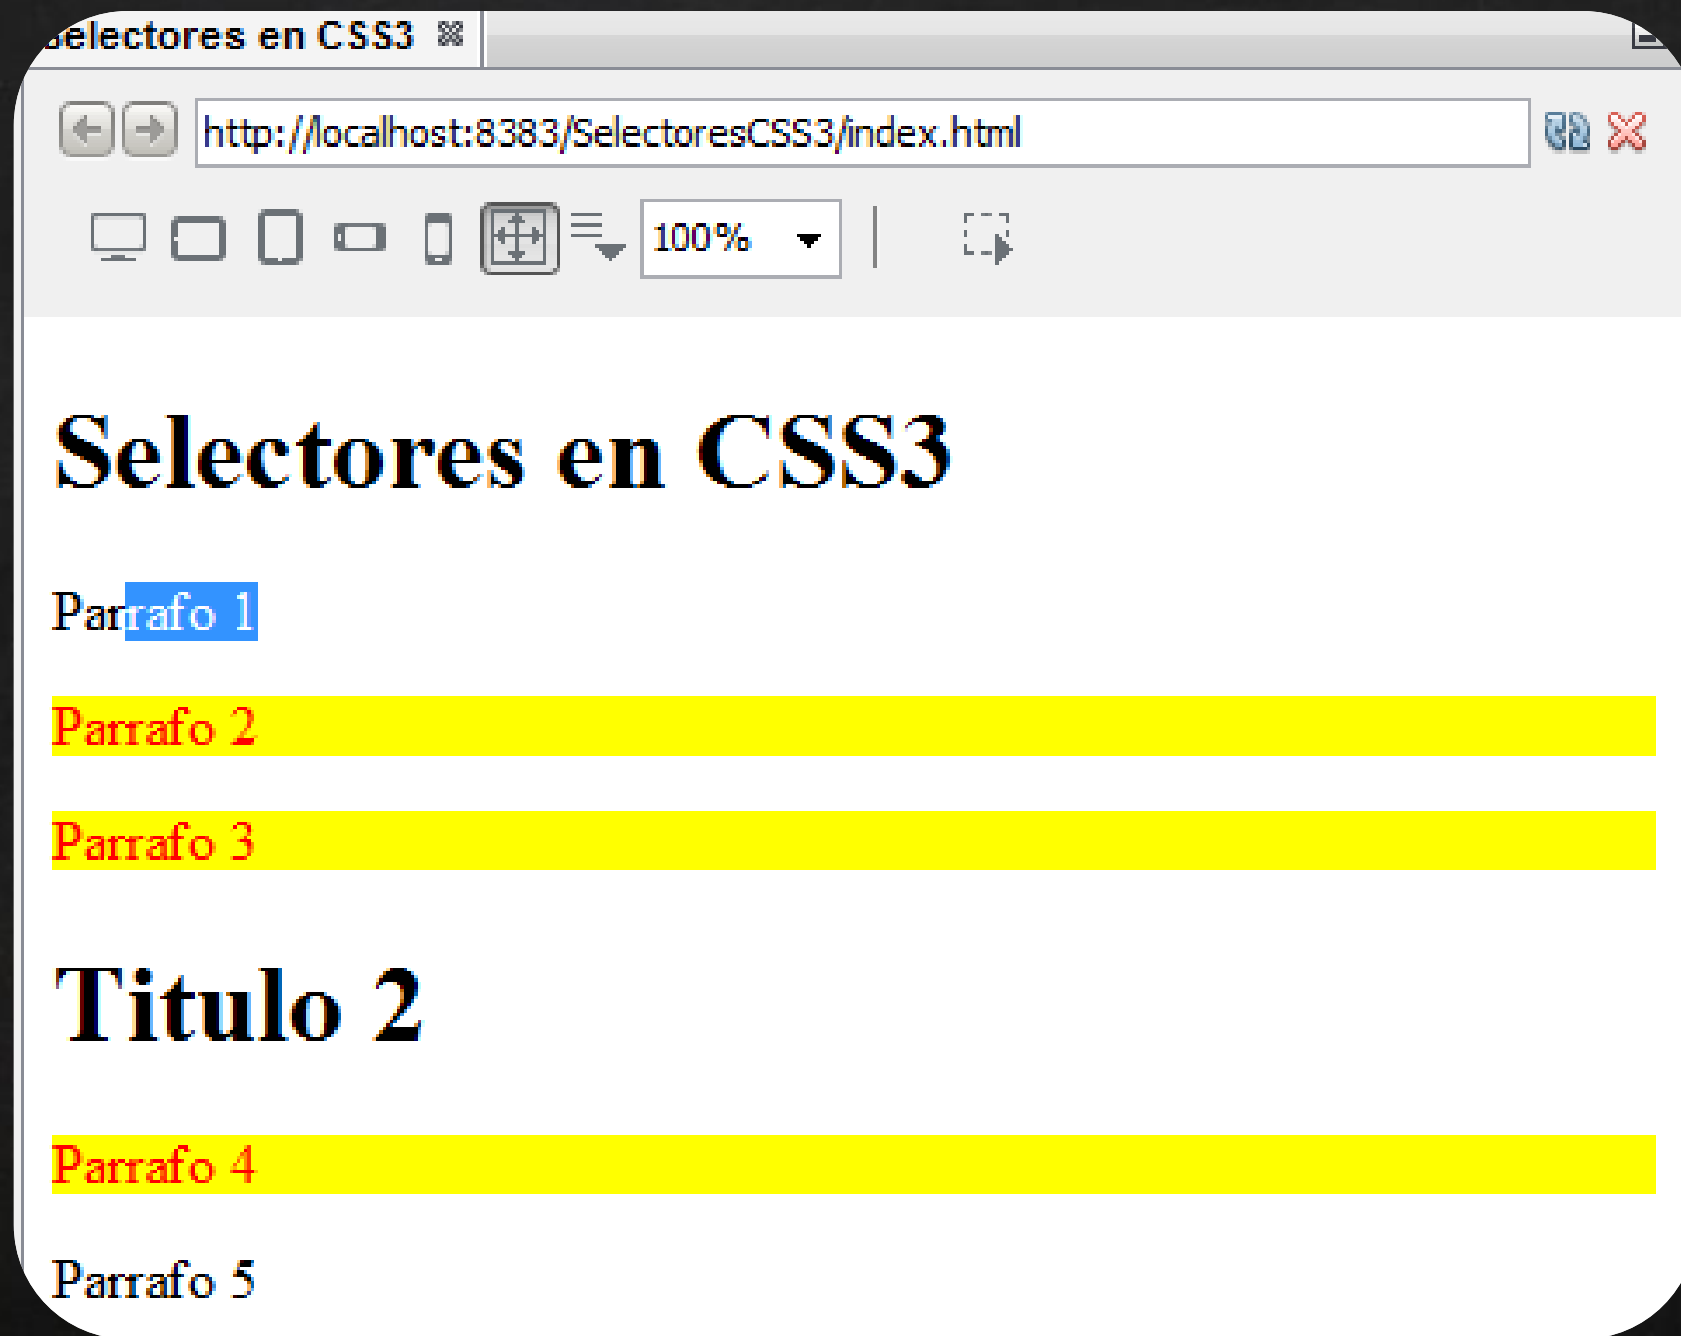 Selectores en CSS3
http://localhost:8383/SelectoresCSS3/index.html
100%
Selectores en CSS3
Parrafo 1
Parrafo 2
Parrafo 3
Titulo 2
Parrafo 4
Parrafo 5